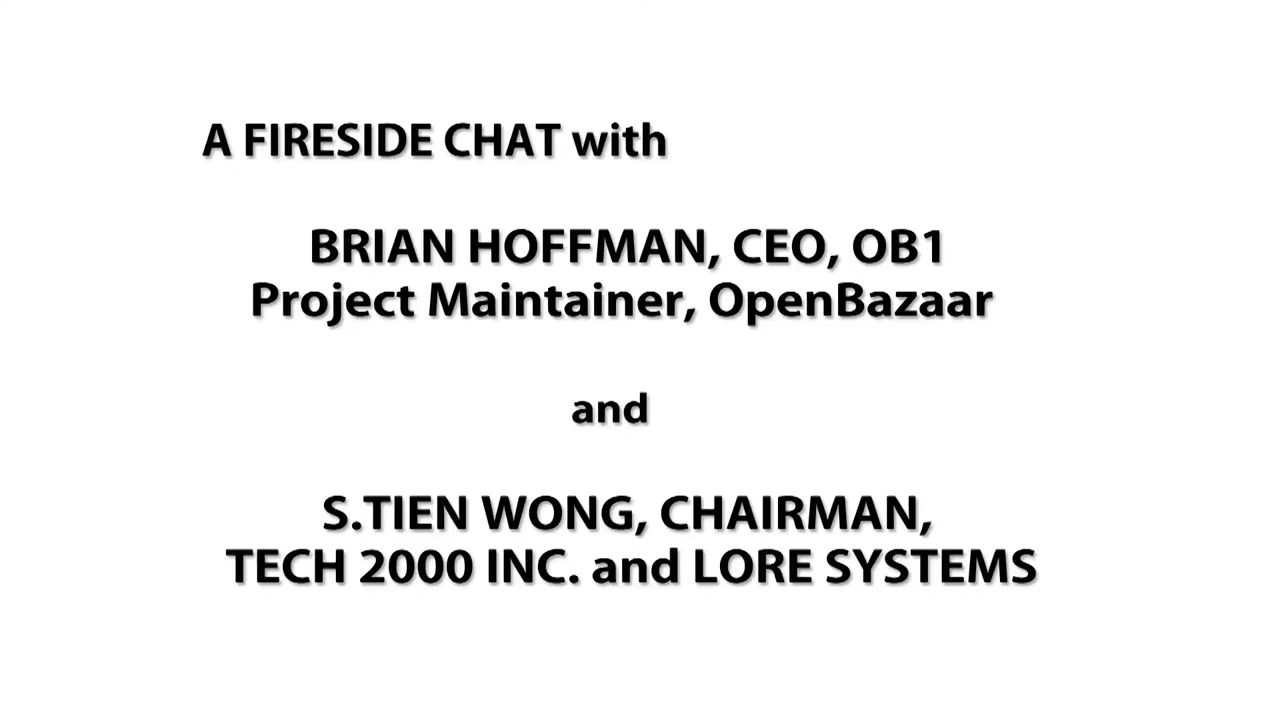 A FIRESIDE CHAT with
BRIAN HOFFMAN, CEO, OB1
Project Maintainer, OpenBazaar
and
S.TIEN WONG, CHAIRMAN,
TECH 2000 INC. and LORE SYSTEMS